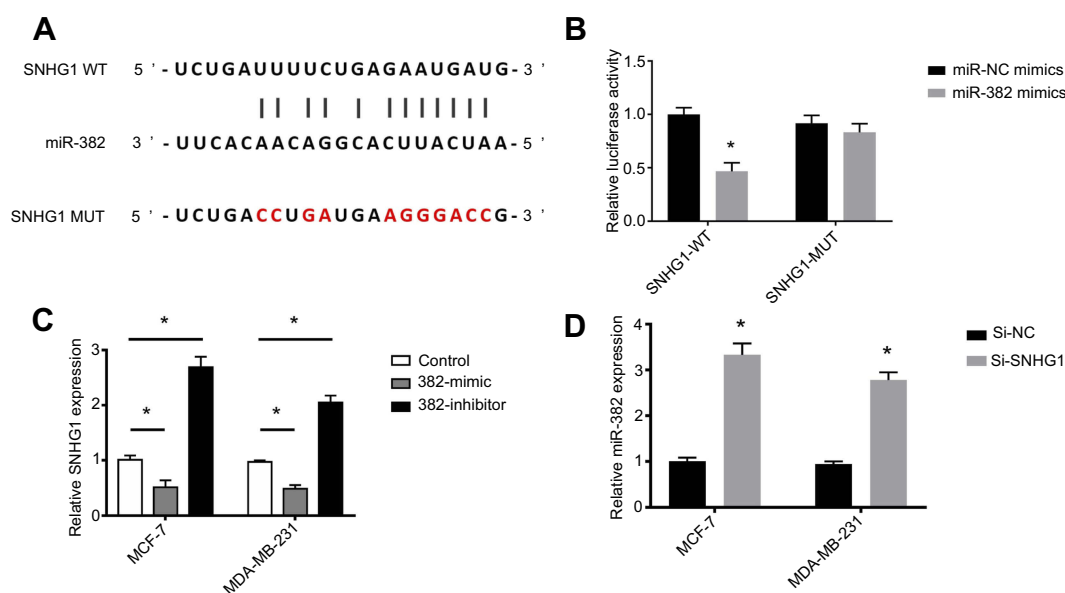 A
SNHG1 WT 5 ' - UCUGAUUUUCUGAGAAUGAUG- 3 '
miR-382 3 ' - UUCACAACAGGCACUUACUAA- 5 '
SNHG1 MUT 5 ' - UCUGACCUGAUGAAGGGACCG- 3 '
B
Relative luciferase activity
1.5
1.0
0.5
0.0
*
SNHG1-WT
SNHG1-MUT
miR-NC mimics
miR-382 mimics
C
Relative SNHG1 expression
3
2
1
0
*
*
*
*
MCF-7
MDA-MB-231
Control
382-mimic
382-inhibitor
D
Relative miR-382 expression
4
3
2
1
0
*
*
MCF-7
MDA-MB-231
Si-NC
Si-SNHG1